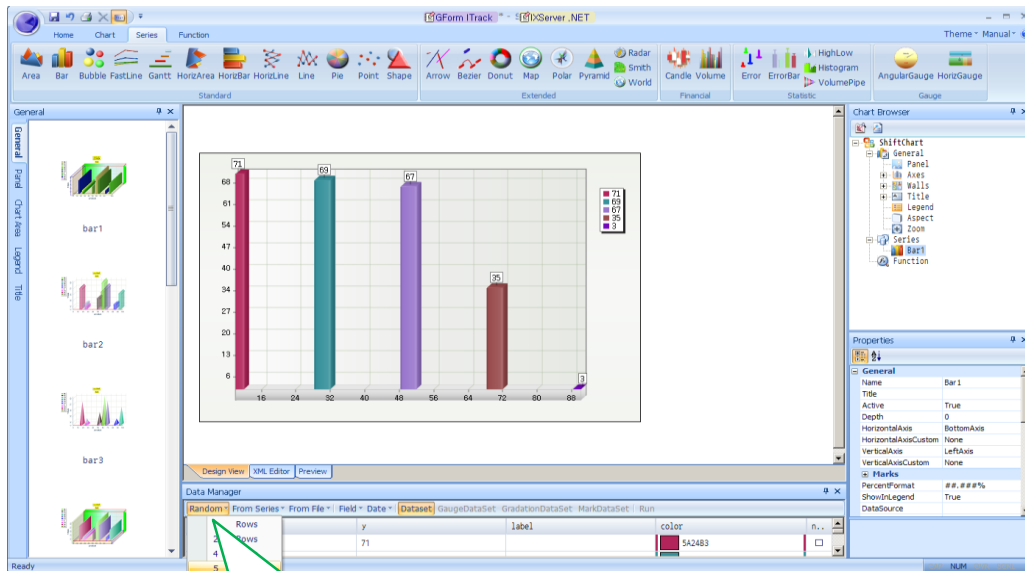 GForm ITrack * - S IXServer .NET
Home Chart Series Function
Theme Manual
Area Bar Bubble FastLine Gantt HorizArea HorizBar HorizLine Line Pie Point Shape
Arrow Bezier Donut Map Polar Pyramid
Radar
Smith
World
Candle Volume
Error ErrorBar
HighLow
Histogram
VolumePipe
AngularGauge HorizGauge
Standard Extended Financial Statistic Gauge
General
General
Panel
Chart Area
Legend
Title
bar1
bar2
bar3
71
69
67
35
3
68
61
54
47
40
34
27
20
13
6
16 24 32 40 48 56 64 72 80 88
71
69
67
35
3
Design View XML Editor Preview
Data Manager
Random From Series From File Field Date Dataset GaugeDataSet GradationDataSet MarkDataSet Run
y label color n..
71 5A24B3
Rows
2 Rows
4
5
Chart Browser
ShiftChart
General
Panel
Axes
Walls
Title
Legend
Aspect
Zoom
Series
Bar1
Function
Properties
General
Name Bar1
Title
Active True
Depth 0
HorizontalAxis BottomAxis
HorizontalAxisCustom None
VerticalAxis LeftAxis
VerticalAxisCustom None
Marks
PercentFormat ##.###%
ShowInLegend True
DataSource
Ready NUM